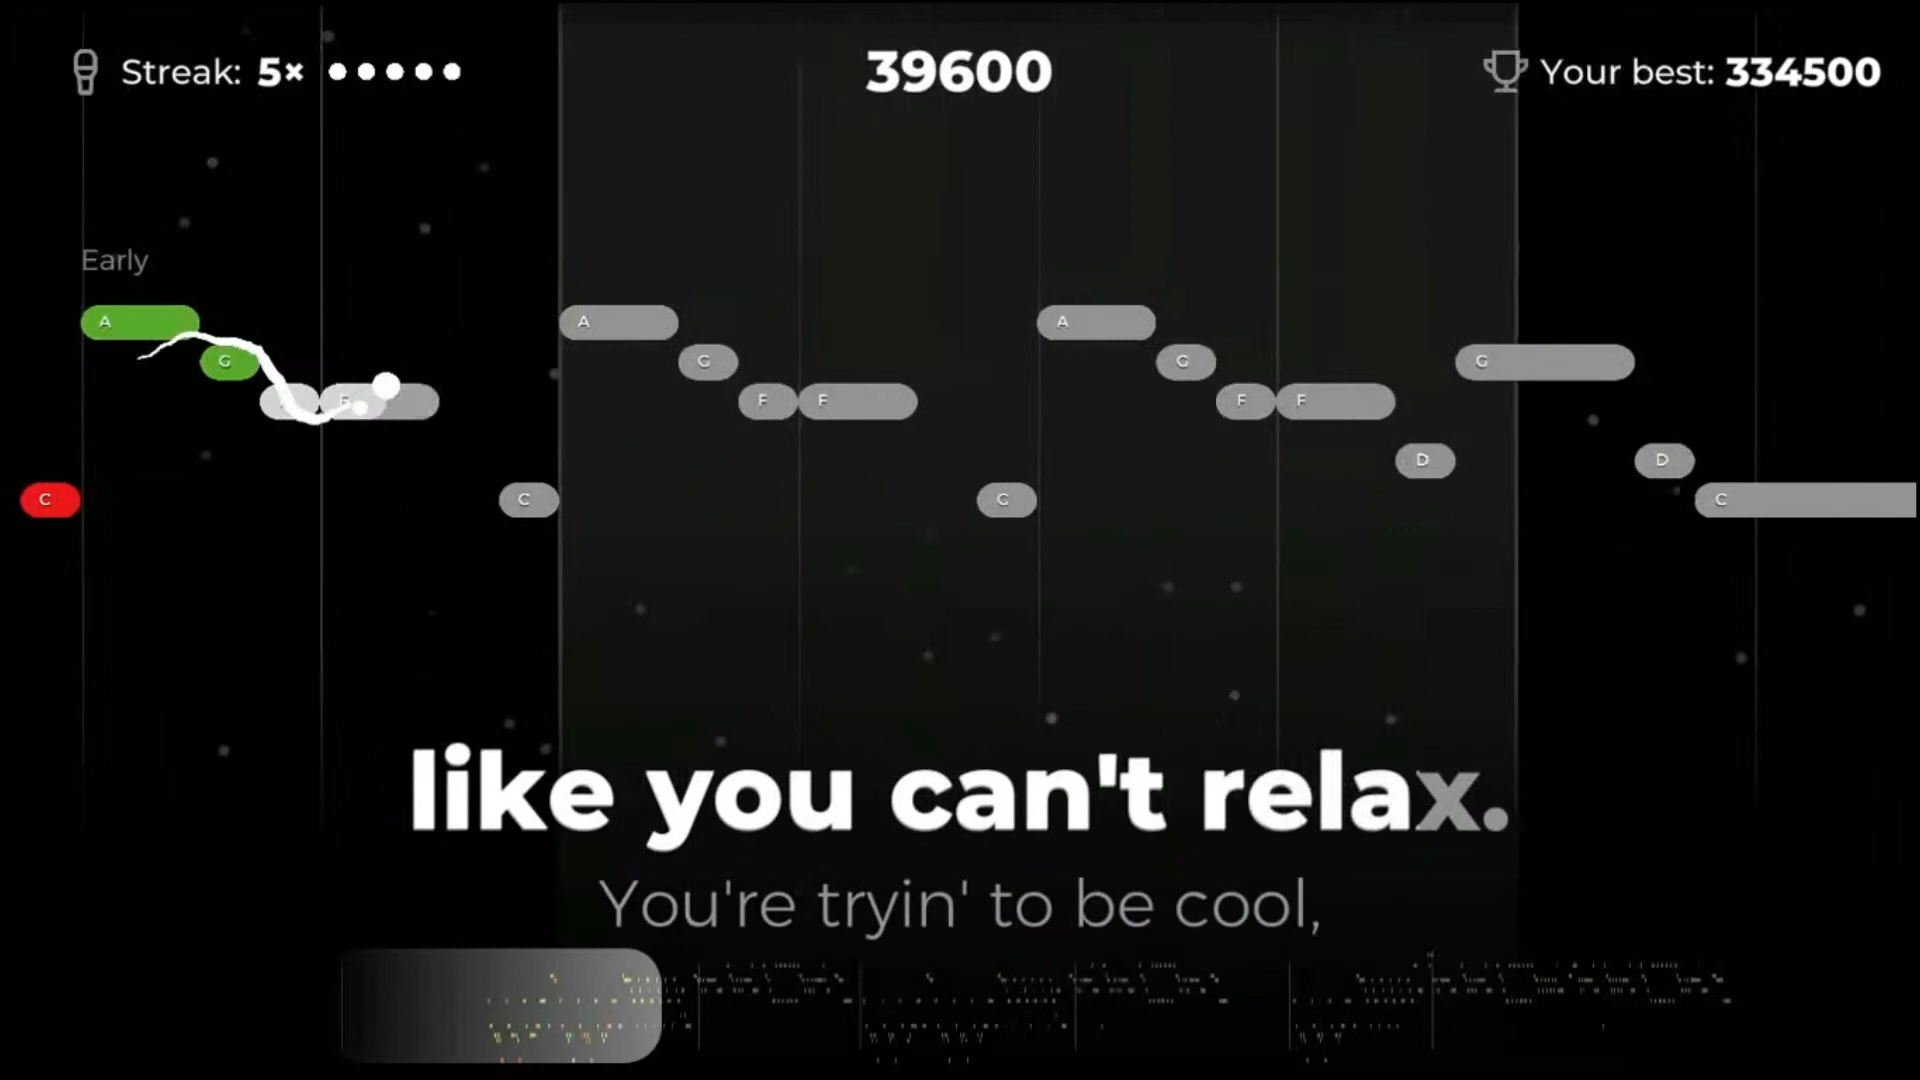 Streak: 5× 39600 Your best: 334500
Early
A A A
G G G G
F F F F F
D D
C C C C
like you can't relax.
You're tryin' to be cool,